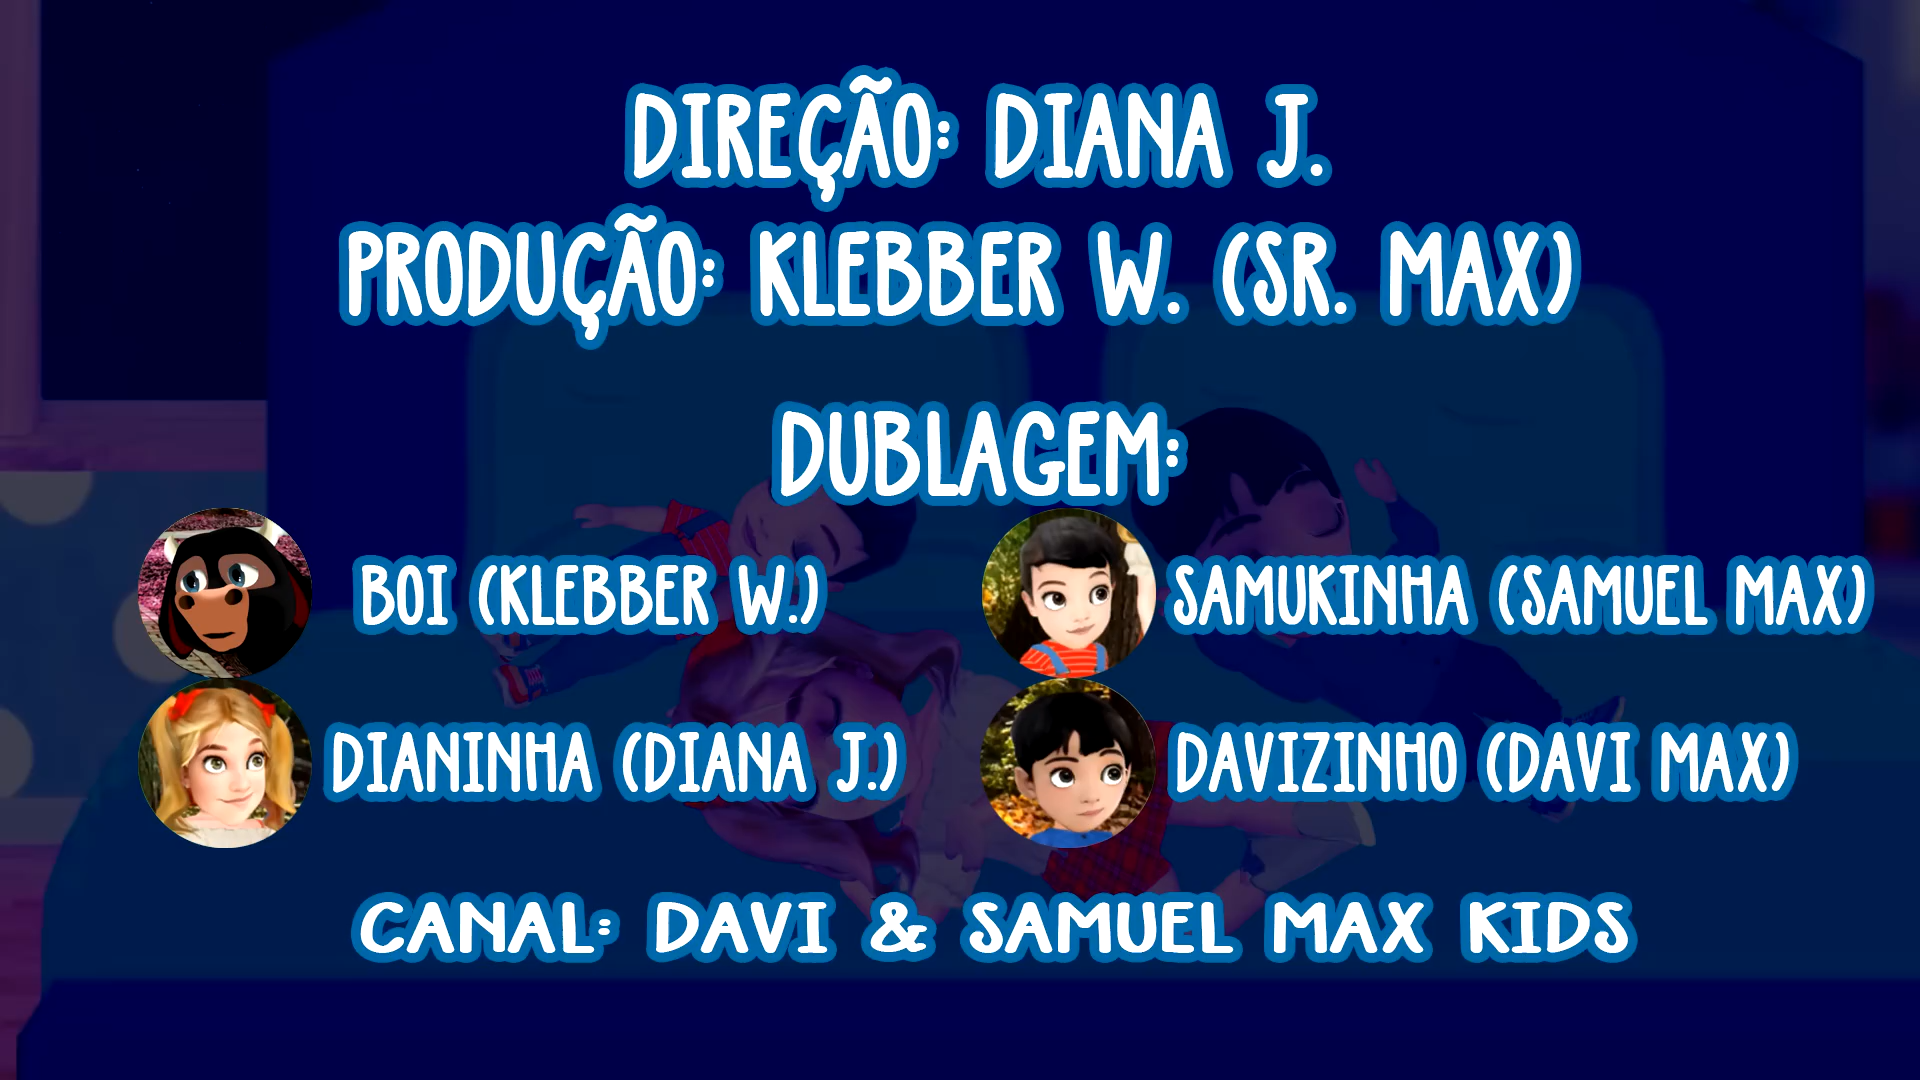 DIREÇÃO: DIANA J.
PRODUÇÃO: KLEBBER W. (SR. MAX)
DUBLAGEM:
BOI (KLEBBER W.)
SAMUKINHA (SAMUEL MAX)
DIANINHA (DIANA J.)
DAVIZINHO (DAVI MAX)
CANAL: DAVI & SAMUEL MAX KIDS